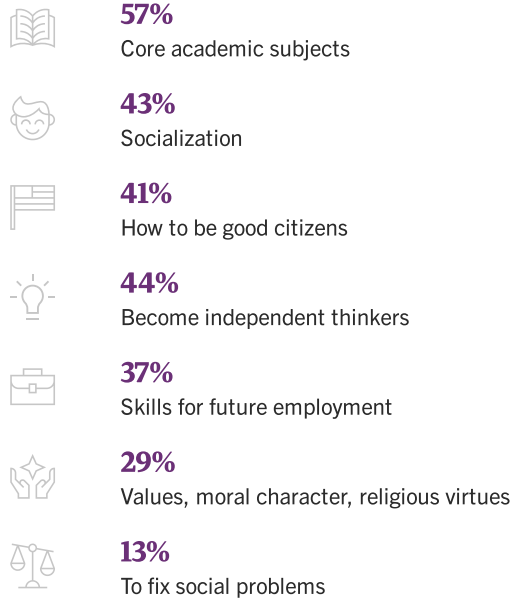 57%
Core academic subjects
43%
Socialization
41%
How to be good citizens
44%
Become independent thinkers
37%
Skills for future employment
29%
Values, moral character, religious virtues
13%
To fix social problems